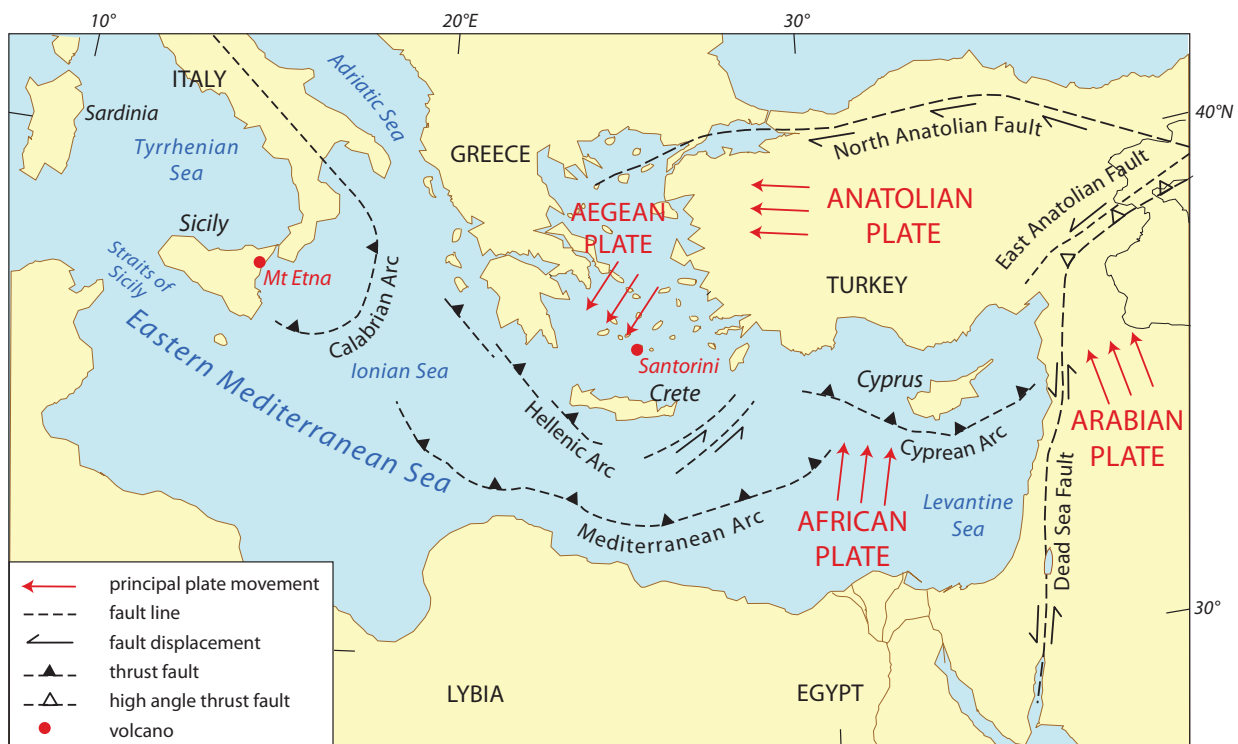 10°
20°E
30°
ITALY
Adriatic Sea
Sardinia
40°N
Tyrrhenian
Sea
GREECE
North Anatolian Fault
East Anatolian Fault
AEGEAN
PLATE
ANATOLIAN
PLATE
Sicily
Straits of
Sicily
Mt Etna
TURKEY
Calabrian Arc
Eastern Mediterranean Sea
Ionian Sea
Santorini
Crete
Cyprus
Hellenic Arc
Cyprean Arc
ARABIAN
PLATE
Mediterranean Arc
AFRICAN
PLATE
Levantine
Sea
Dead Sea Fault
principal plate movement
fault line
fault displacement
thrust fault
high angle thrust fault
volcano
30°
LYBIA
EGYPT